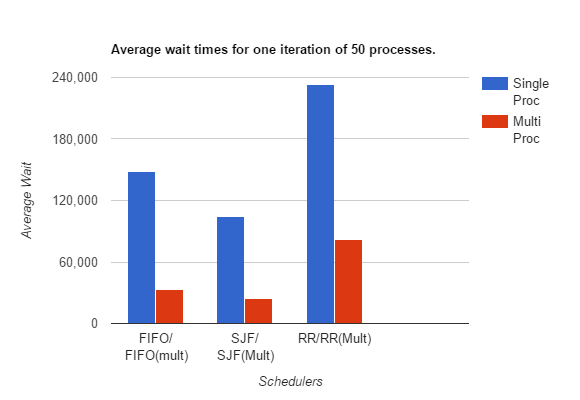 Average wait times for one iteration of 50 processes.
240,000
180,000
120,000
60,000
0
Average Wait
FIFO/
FIFO(mult)
SJF/
SJF(Mult)
RR/RR(Mult)
Schedulers
Single
Proc
Multi
Proc